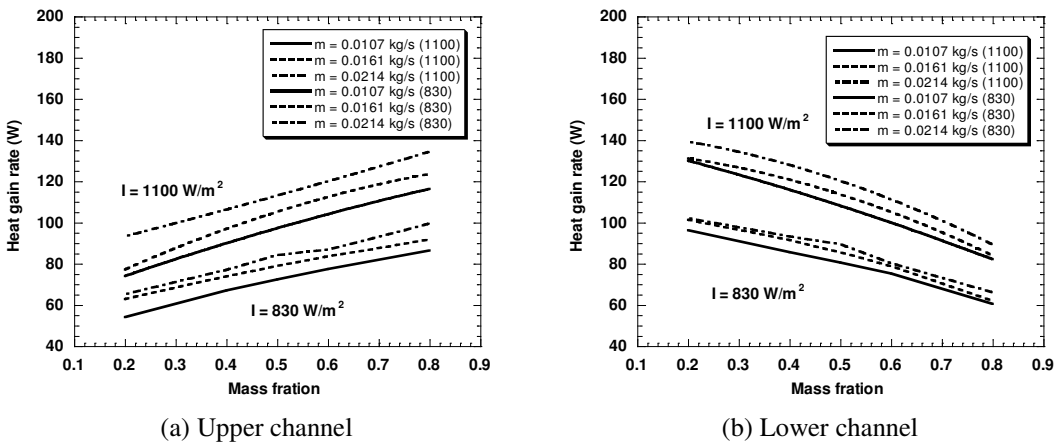 200
180
160
140
120
100
80
60
40
Heat gain rate (W)
m = 0.0107 kg/s (1100)
m = 0.0161 kg/s (1100)
m = 0.0214 kg/s (1100)
m = 0.0107 kg/s (830)
m = 0.0161 kg/s (830)
m = 0.0214 kg/s (830)
I = 1100 W/m²
I = 830 W/m²
0.1 0.2 0.3 0.4 0.5 0.6 0.7 0.8 0.9
Mass fration
(a) Upper channel
200
180
160
140
120
100
80
60
40
Heat gain rate (W)
m = 0.0107 kg/s (1100)
m = 0.0161 kg/s (1100)
m = 0.0214 kg/s (1100)
m = 0.0107 kg/s (830)
m = 0.0161 kg/s (830)
m = 0.0214 kg/s (830)
I = 1100 W/m²
I = 830 W/m²
0.1 0.2 0.3 0.4 0.5 0.6 0.7 0.8 0.9
Mass fration
(b) Lower channel